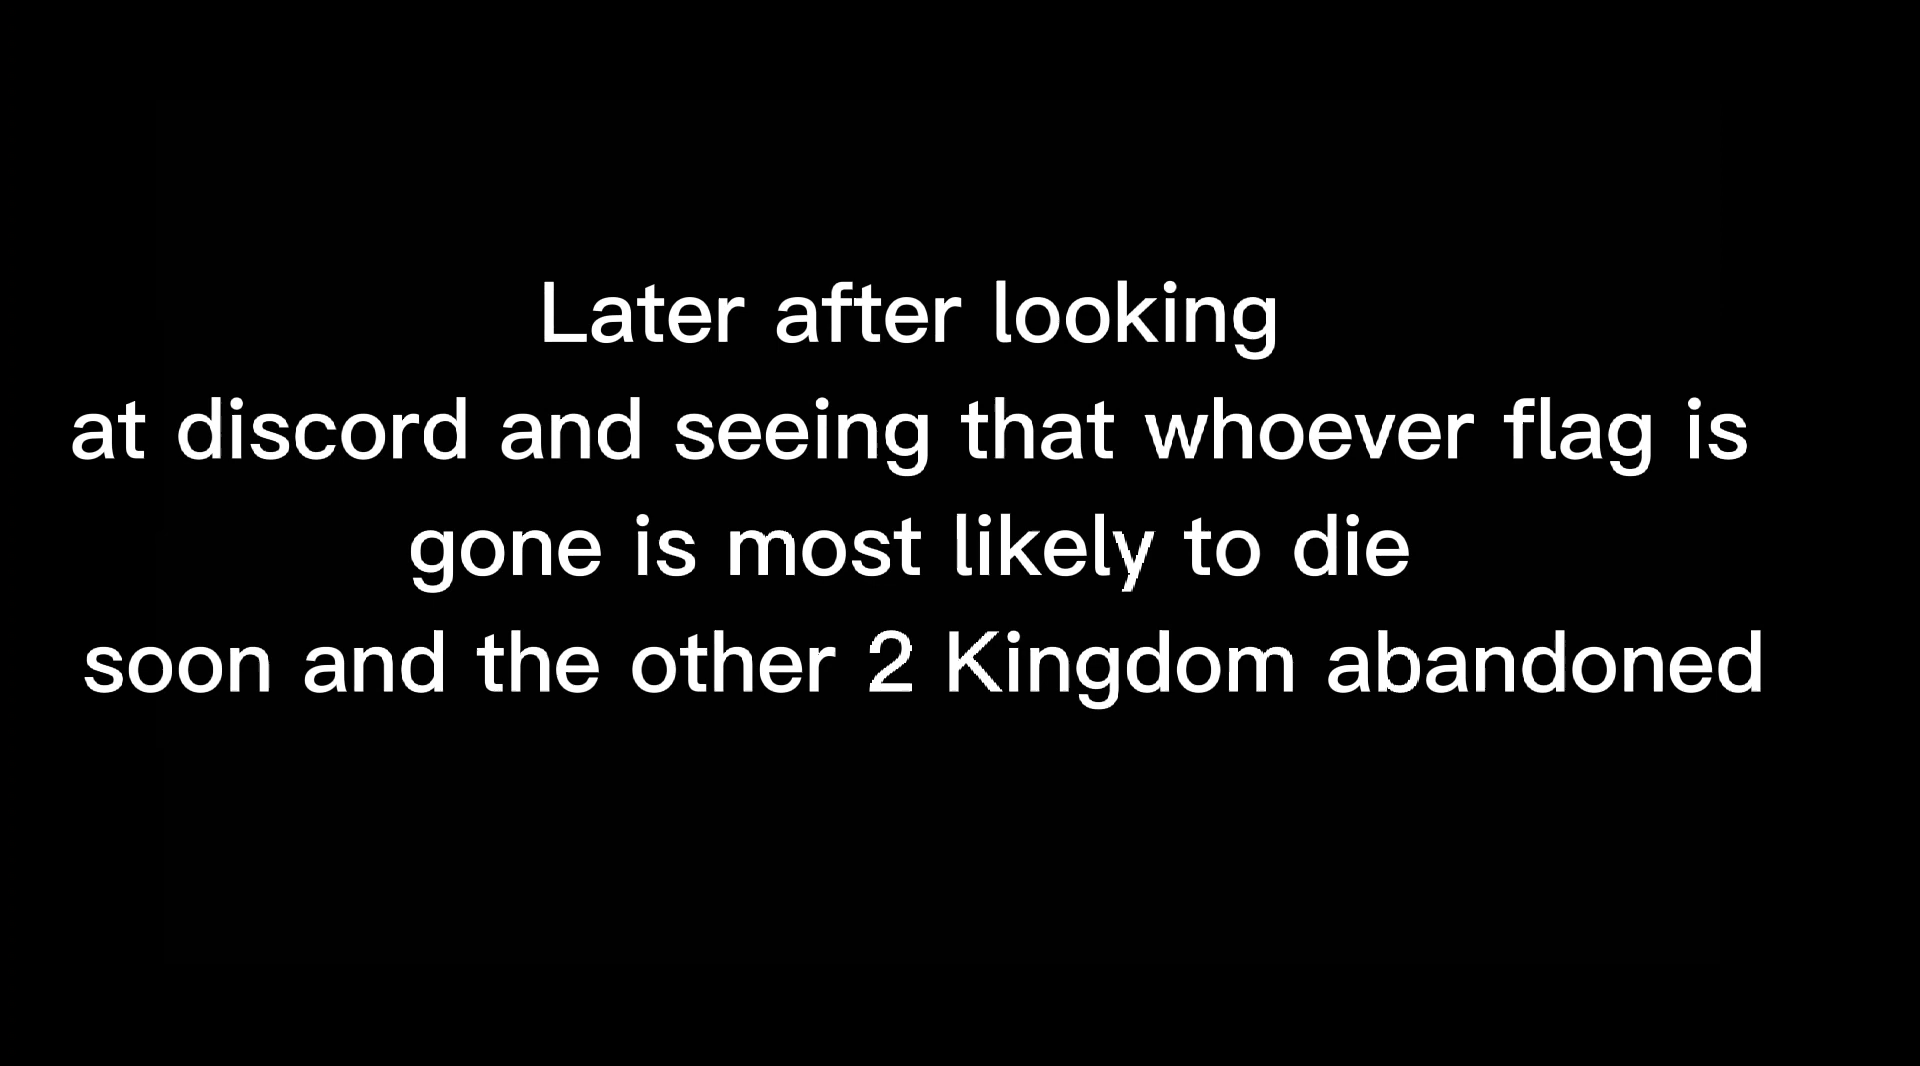 Later after looking
at discord and seeing that whoever flag is
gone is most likely to die
soon and the other 2 Kingdom abandoned